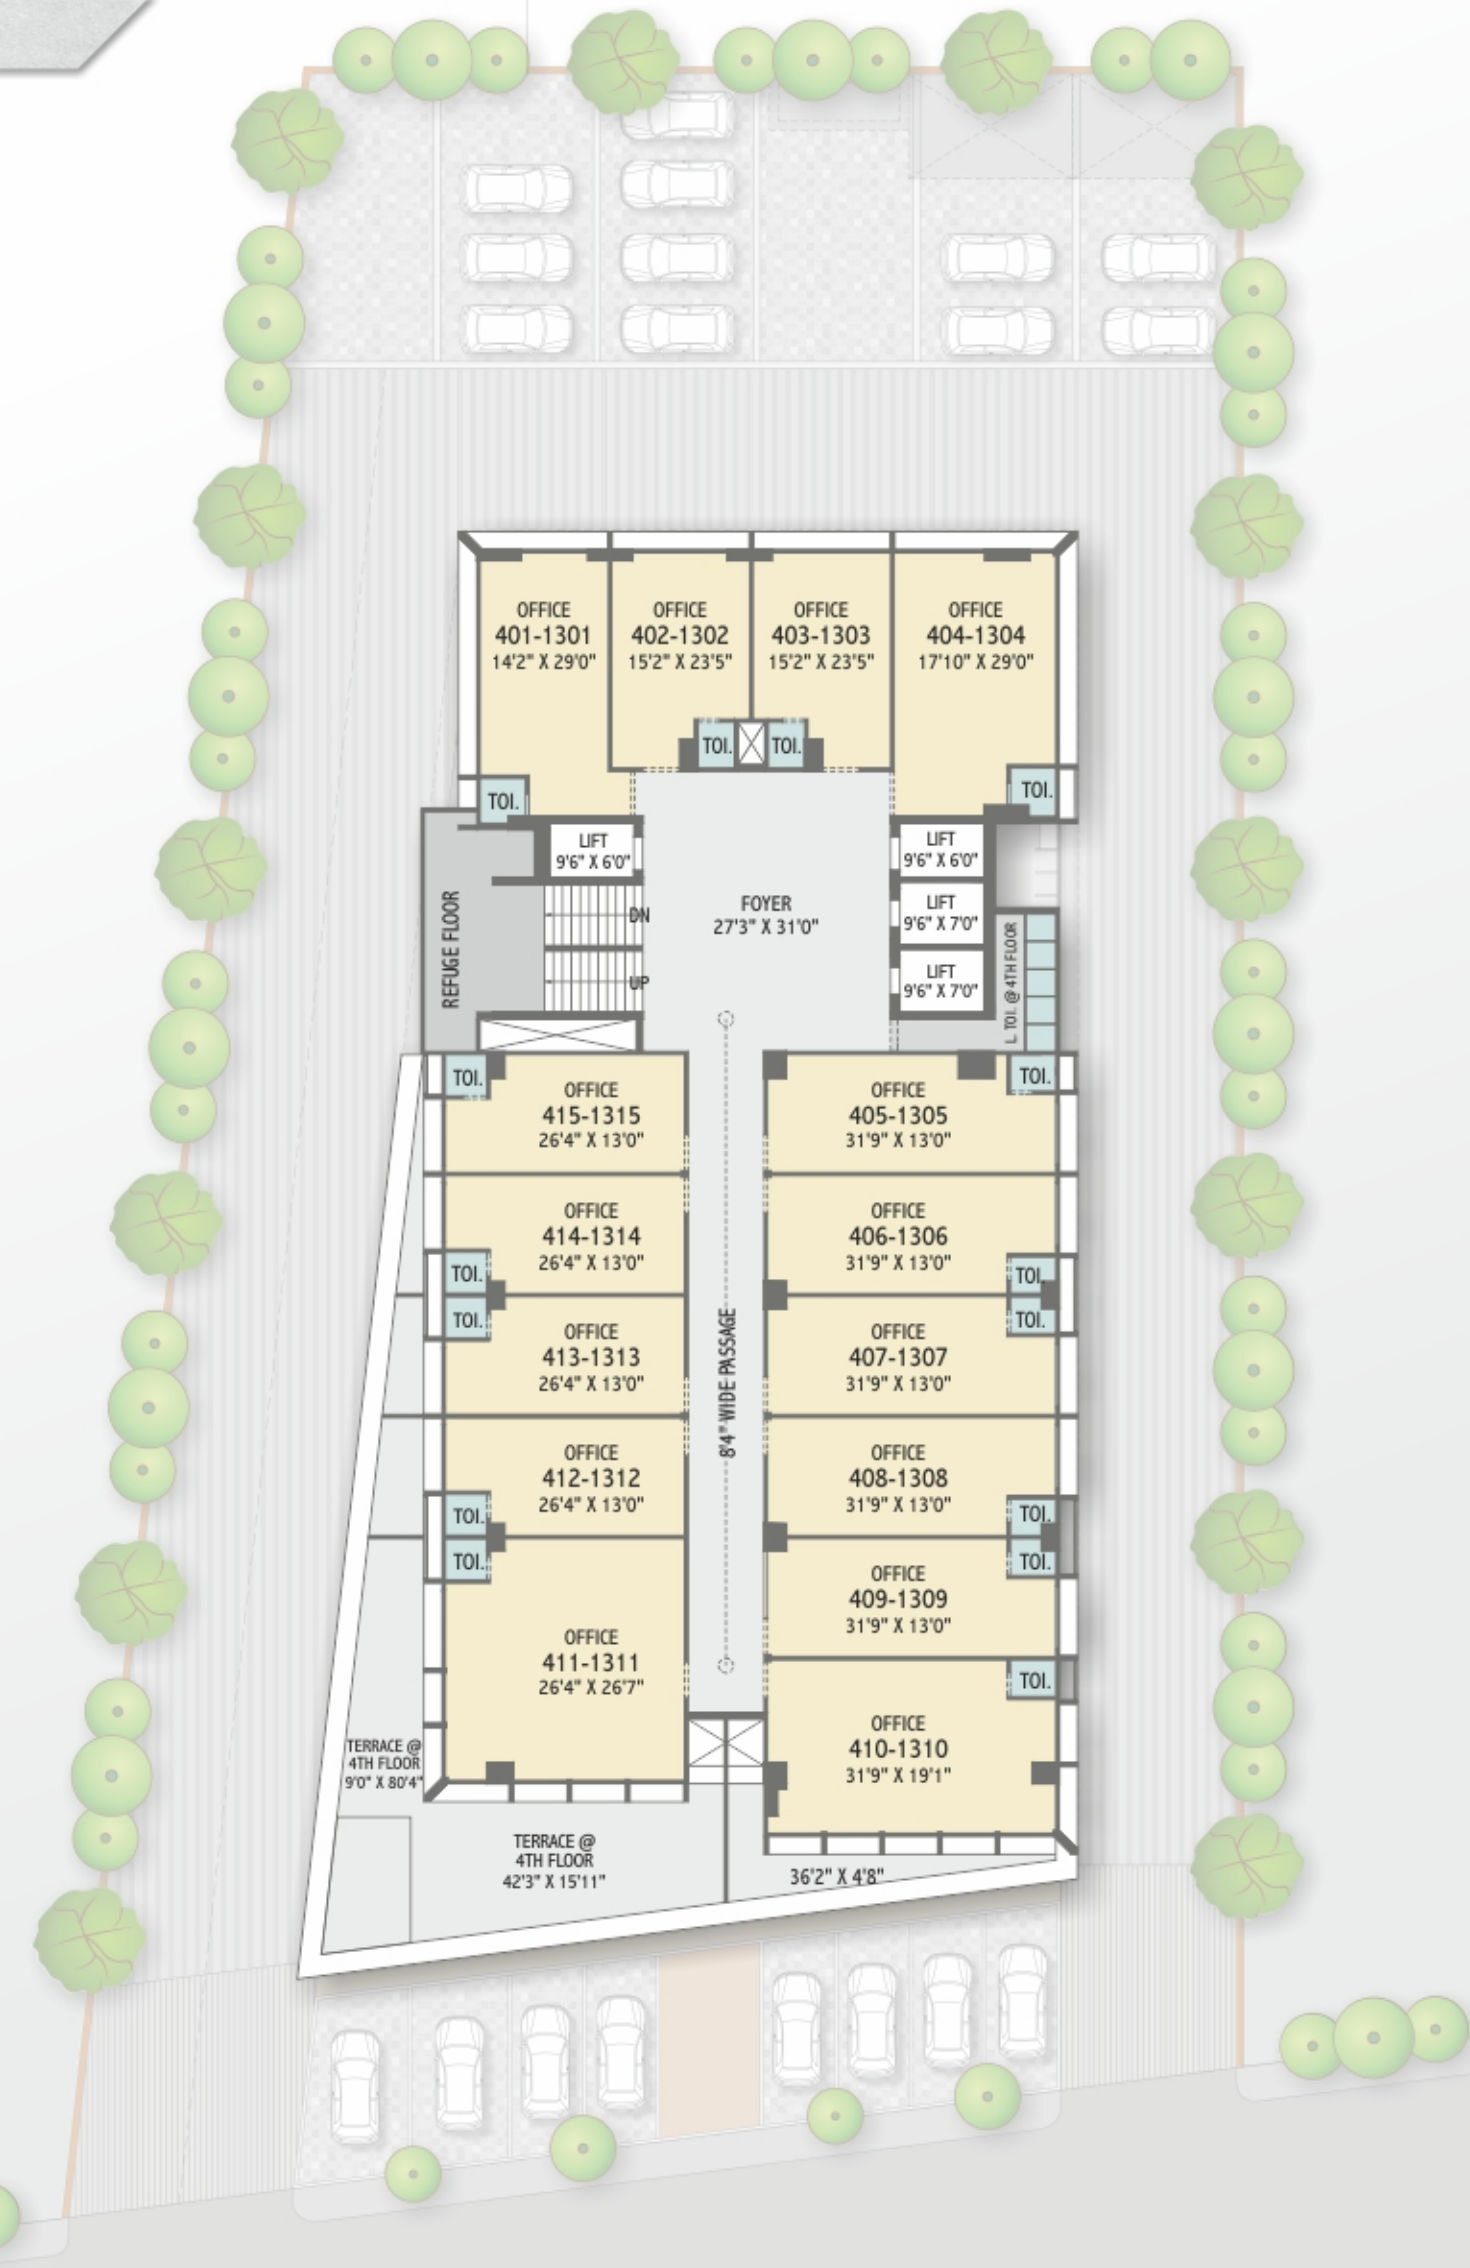 OFFICE
401-1301
14'2" X 29'0"
OFFICE
402-1302
15'2" X 23'5"
OFFICE
403-1303
15'2" X 23'5"
OFFICE
404-1304
17'10" X 29'0"
TOI.
TOI.
TOI.
TOI.
LIFT
9'6" X 6'0"
LIFT
9'6" X 6'0"
REFUGE FLOOR
DN
UP
FOYER
27'3" X 31'0"
LIFT
9'6" X 7'0"
LIFT
9'6" X 7'0"
L. TOI. @ 4TH FLOOR
TOI.
OFFICE
415-1315
26'4" X 13'0"
OFFICE
405-1305
31'9" X 13'0"
TOI.
OFFICE
414-1314
26'4" X 13'0"
TOI.
OFFICE
406-1306
31'9" X 13'0"
TOI.
TOI.
OFFICE
413-1313
26'4" X 13'0"
8'4" WIDE PASSAGE
OFFICE
407-1307
31'9" X 13'0"
TOI.
OFFICE
412-1312
26'4" X 13'0"
TOI.
OFFICE
408-1308
31'9" X 13'0"
TOI.
TOI.
OFFICE
411-1311
26'4" X 26'7"
OFFICE
409-1309
31'9" X 13'0"
TOI.
TOI.
OFFICE
410-1310
31'9" X 19'1"
TERRACE @
4TH FLOOR
9'0" X 80'4"
TERRACE @
4TH FLOOR
42'3" X 15'11"
36'2" X 4'8"